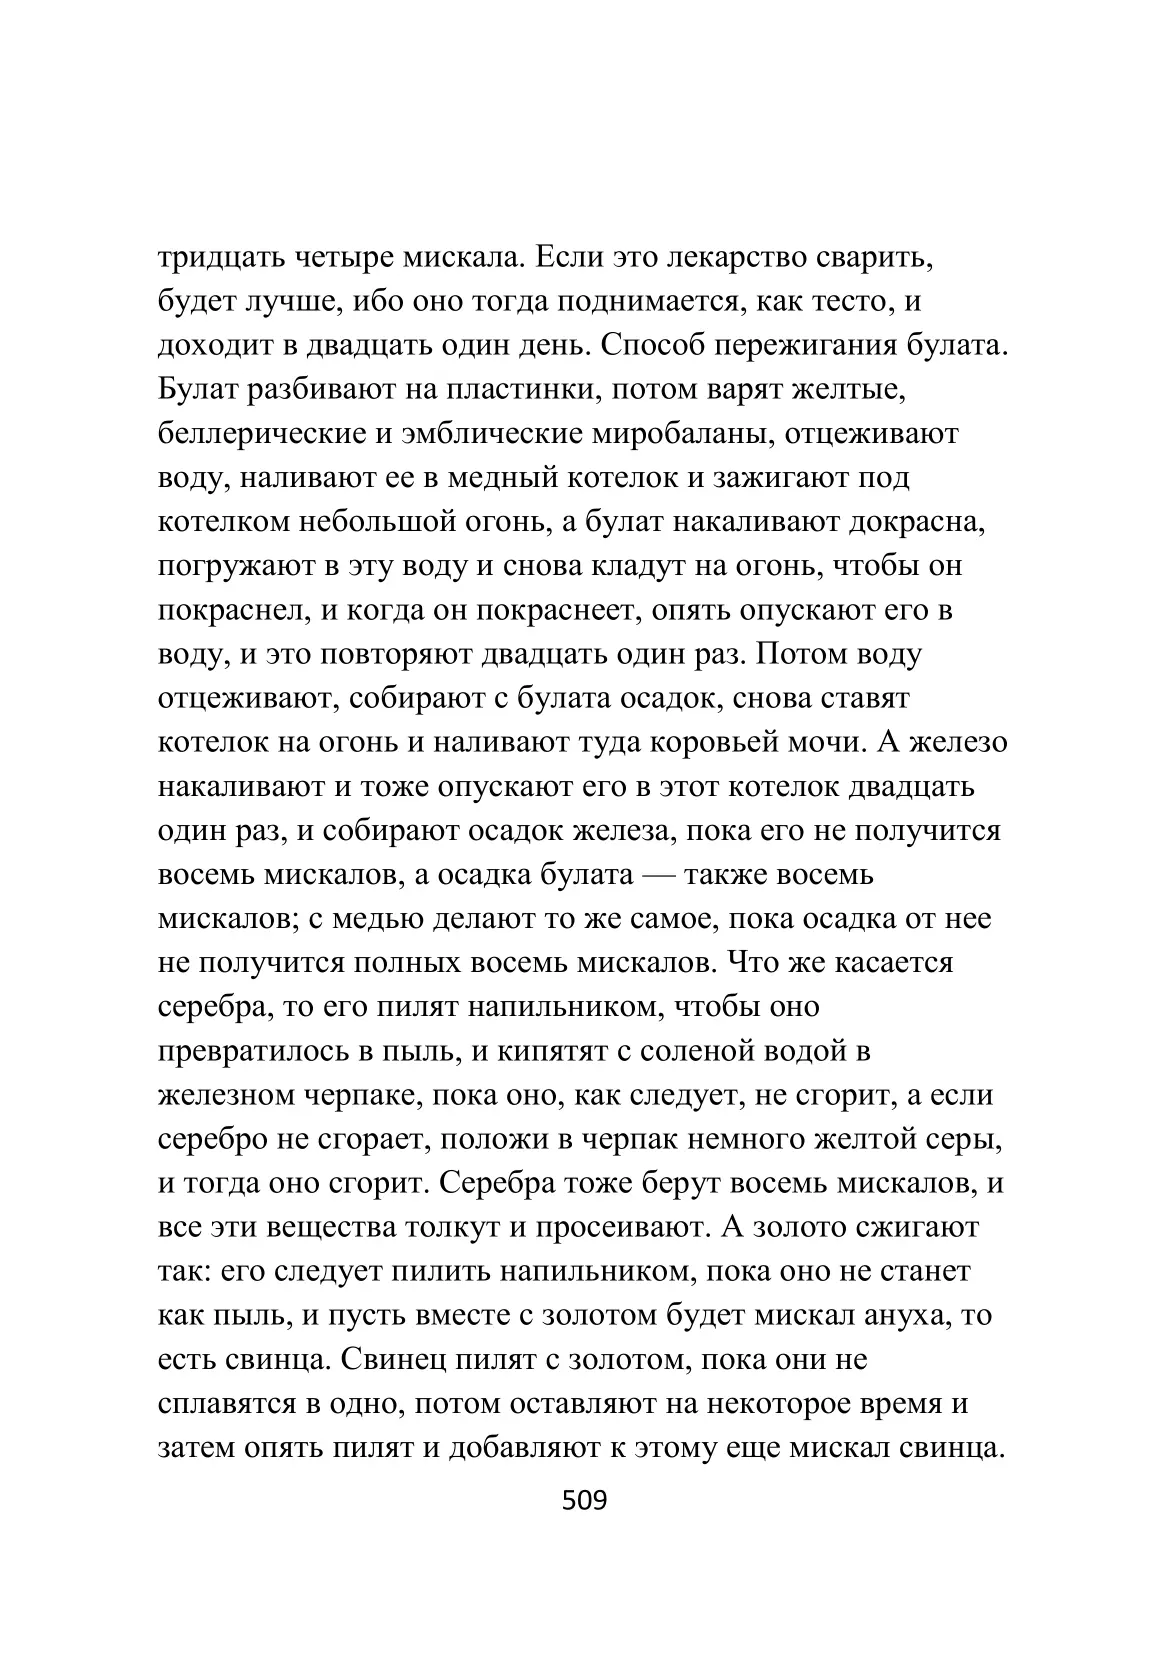 тридцать четыре мискала. Если это лекарство сварить,
будет лучше, ибо оно тогда поднимается, как тесто, и
доходит в двадцать один день. Способ пережигания булата.
Булат разбивают на пластинки, потом варят желтые,
беллерические и эмблические миробаланы, отцеживают
воду, наливают ее в медный котелок и зажигают под
котелком небольшой огонь, а булат накаливают докрасна,
погружают в эту воду и снова кладут на огонь, чтобы он
покраснел, и когда он покраснеет, опять опускают его в
воду, и это повторяют двадцать один раз. Потом воду
отцеживают, собирают с булата осадок, снова ставят
котелок на огонь и наливают туда коровьей мочи. А железо
накаливают и тоже опускают его в этот котелок двадцать
один раз, и собирают осадок железа, пока его не получится
восемь мискалов, а осадка булата — также восемь
мискалов; с медью делают то же самое, пока осадка от нее
не получится полных восемь мискалов. Что же касается
серебра, то его пилят напильником, чтобы оно
превратилось в пыль, и кипятят с соленой водой в
железном черпаке, пока оно, как следует, не сгорит, а если
серебро не сгорает, положи в черпак немного желтой серы,
и тогда оно сгорит. Серебра тоже берут восемь мискалов, и
все эти вещества толкут и просеивают. А золото сжигают
так: его следует пилить напильником, пока оно не станет
как пыль, и пусть вместе с золотом будет мискал ануха, то
есть свинца. Свинец пилят с золотом, пока они не
сплавятся в одно, потом оставляют на некоторое время и
затем опять пилят и добавляют к этому еще мискал свинца.
509